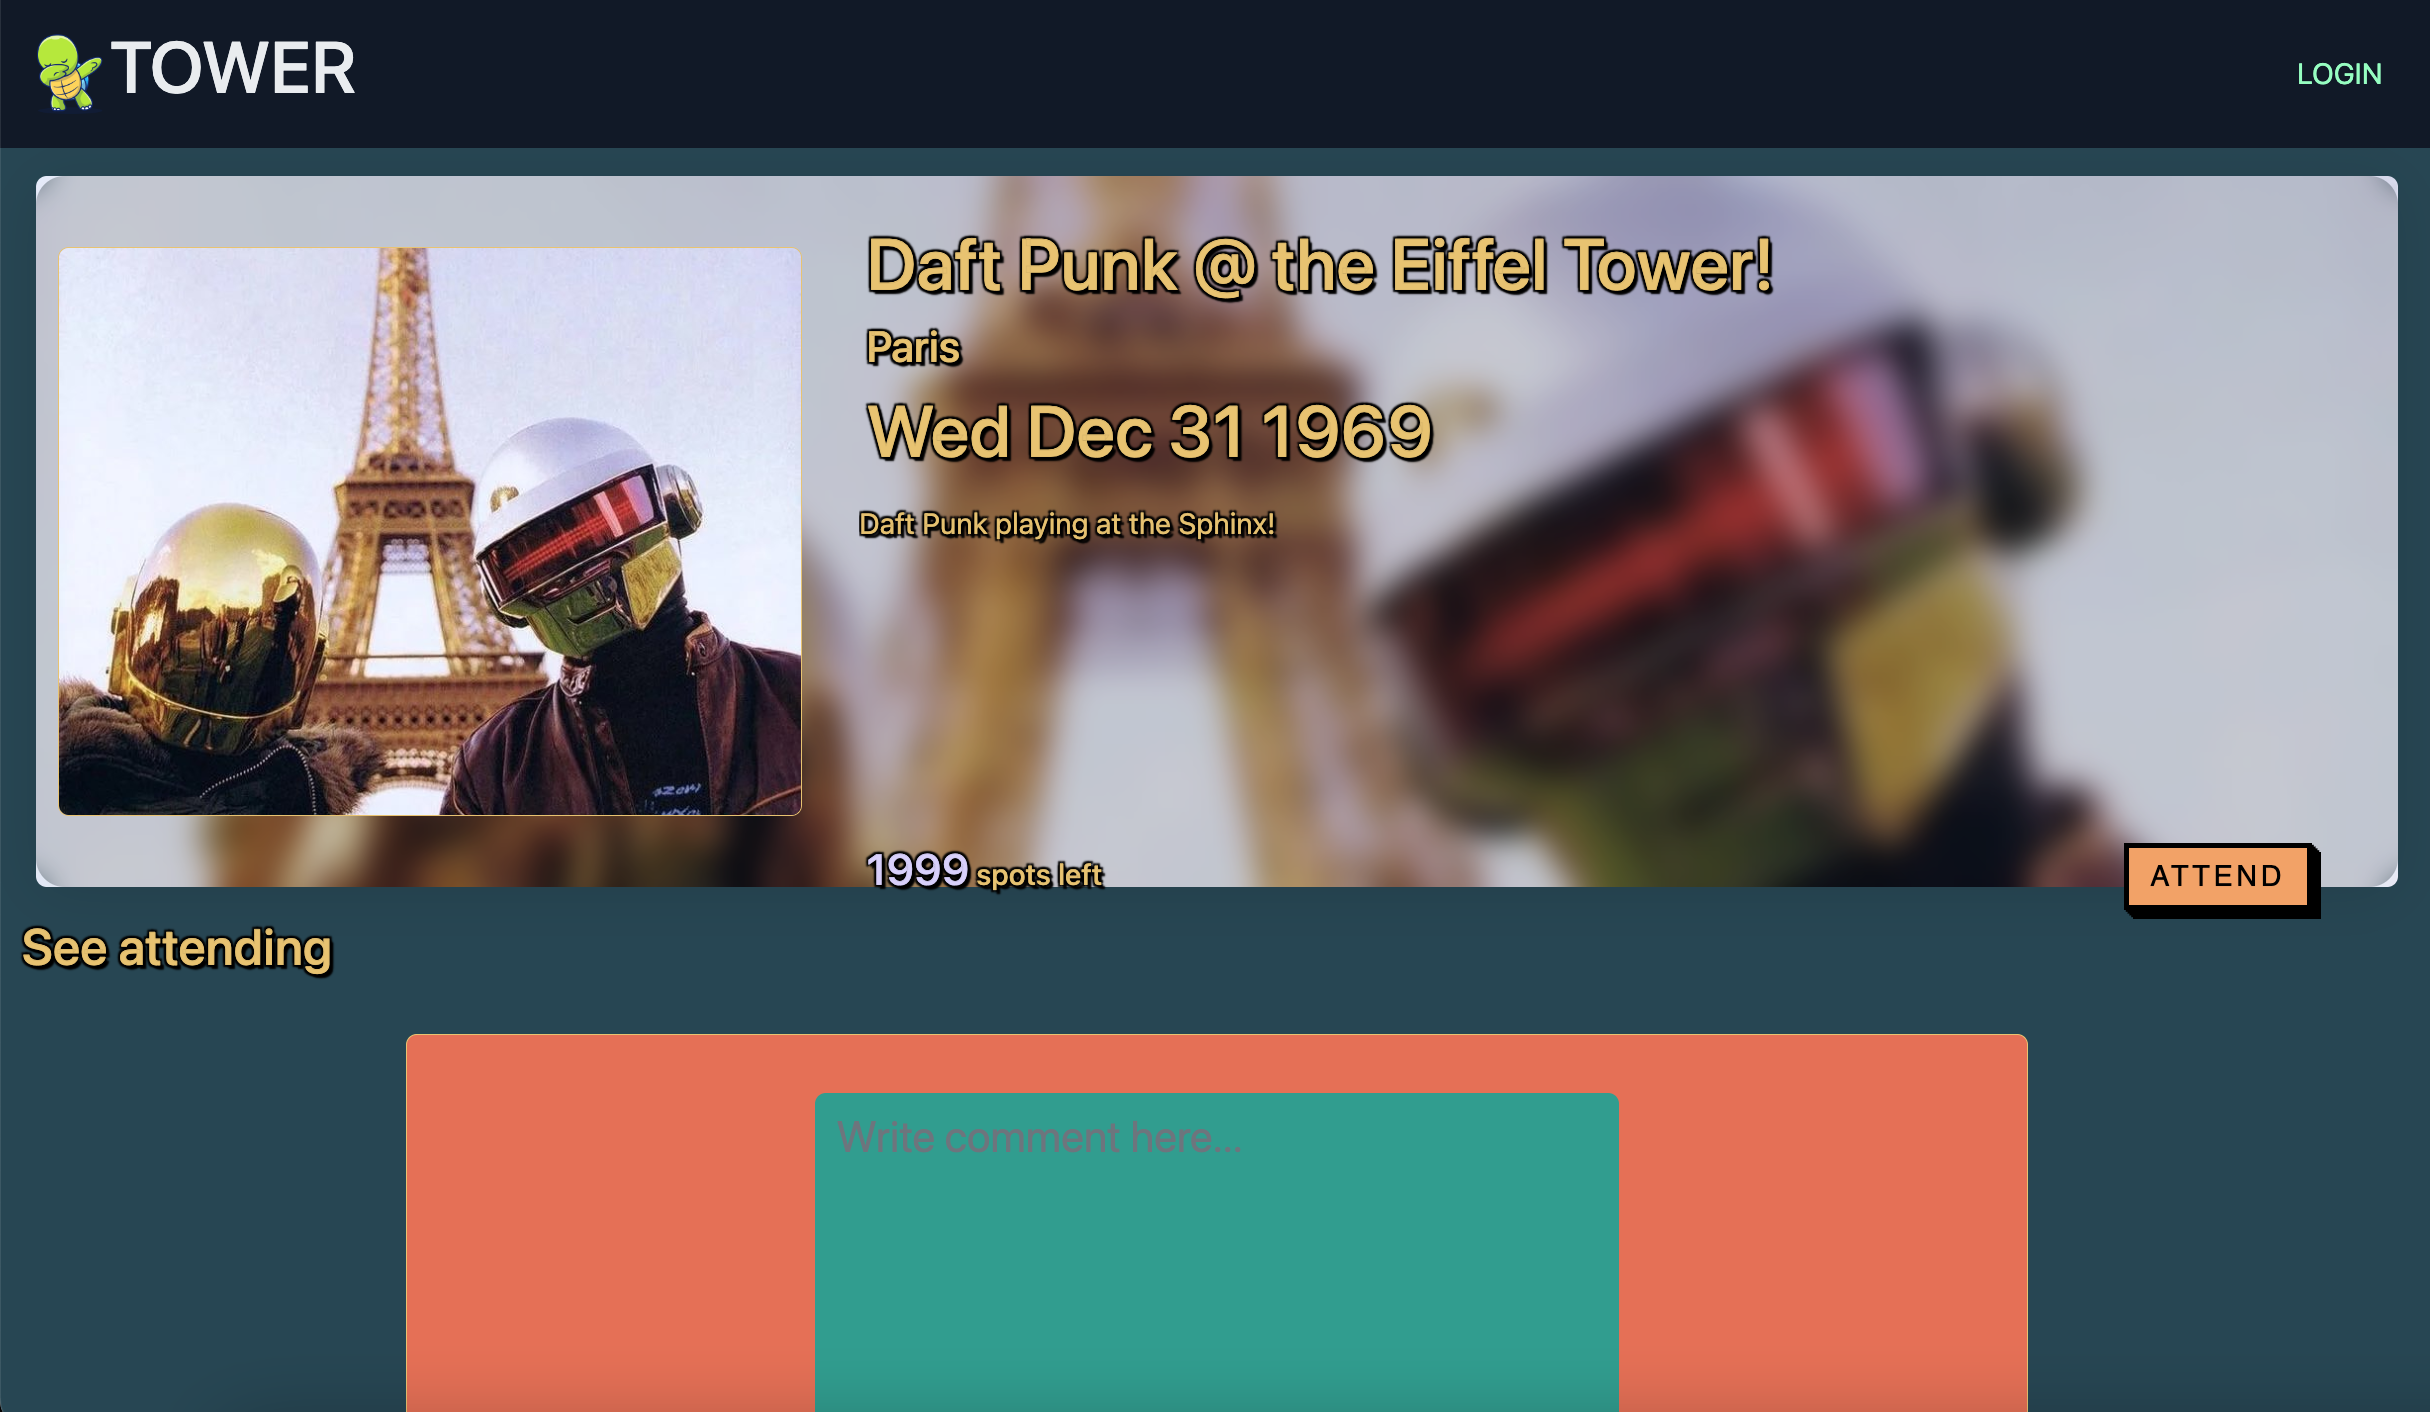 TOWER
LOGIN
Daft Punk @ the Eiffel Tower!
Paris
Wed Dec 31 1969
Daft Punk playing at the Sphinx!
1999 spots left
ATTEND
See attending
Write comment here...